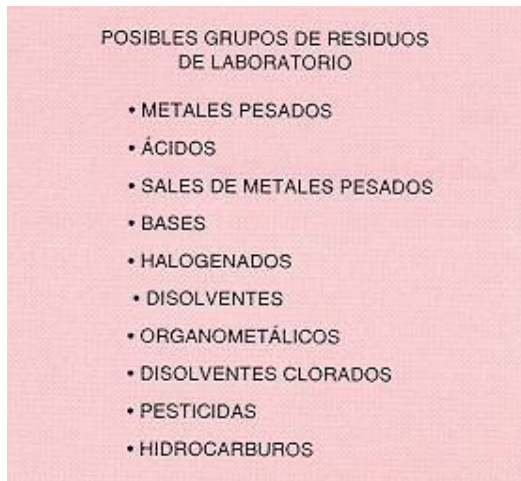 POSIBLES GRUPOS DE RESIDUOS
DE LABORATORIO
• METALES PESADOS
• ÁCIDOS
• SALES DE METALES PESADOS
• BASES
• HALOGENADOS
• DISOLVENTES
• ORGANOMETÁLICOS
• DISOLVENTES CLORADOS
• PESTICIDAS
• HIDROCARBUROS